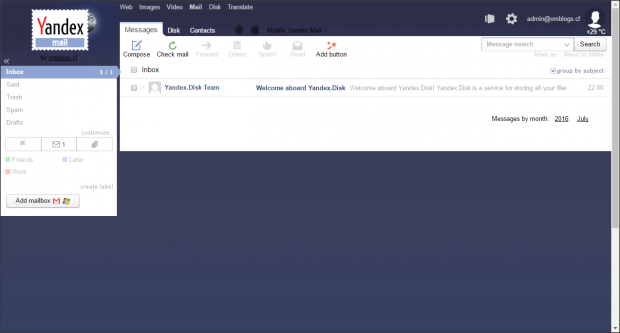 Web Images Video Mail Disk Translate
Yandex
mail
for vmblogs.cf
admin@vmblogs.cf
+29 °C
Messages Disk Contacts Mobile Yandex.Mail
Compose Check mail Forward Delete Spam! Read Add button
Message search Search
Mark as Move to folder
«
Inbox 1 / 1
Sent
Trash
Spam
Drafts
customize...
1
Friends Later
Work
create label
Add mailbox
Inbox group by subject
Yandex.Disk Team Welcome aboard Yandex.Disk Welcome aboard Yandex.Disk! Yandex Disk is a service for storing all your files 22:00
Messages by month: 2016: July,